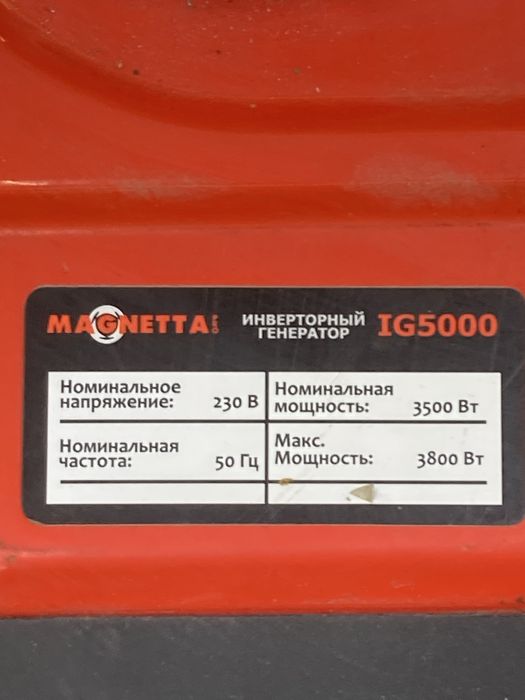 MAGNETTA PRO ИНВЕРТОРНЫЙ ГЕНЕРАТОР IG5000
Номинальное напряжение: 230 В
Номинальная мощность: 3500 Вт
Номинальная частота: 50 Гц
Макс. Мощность: 3800 Вт